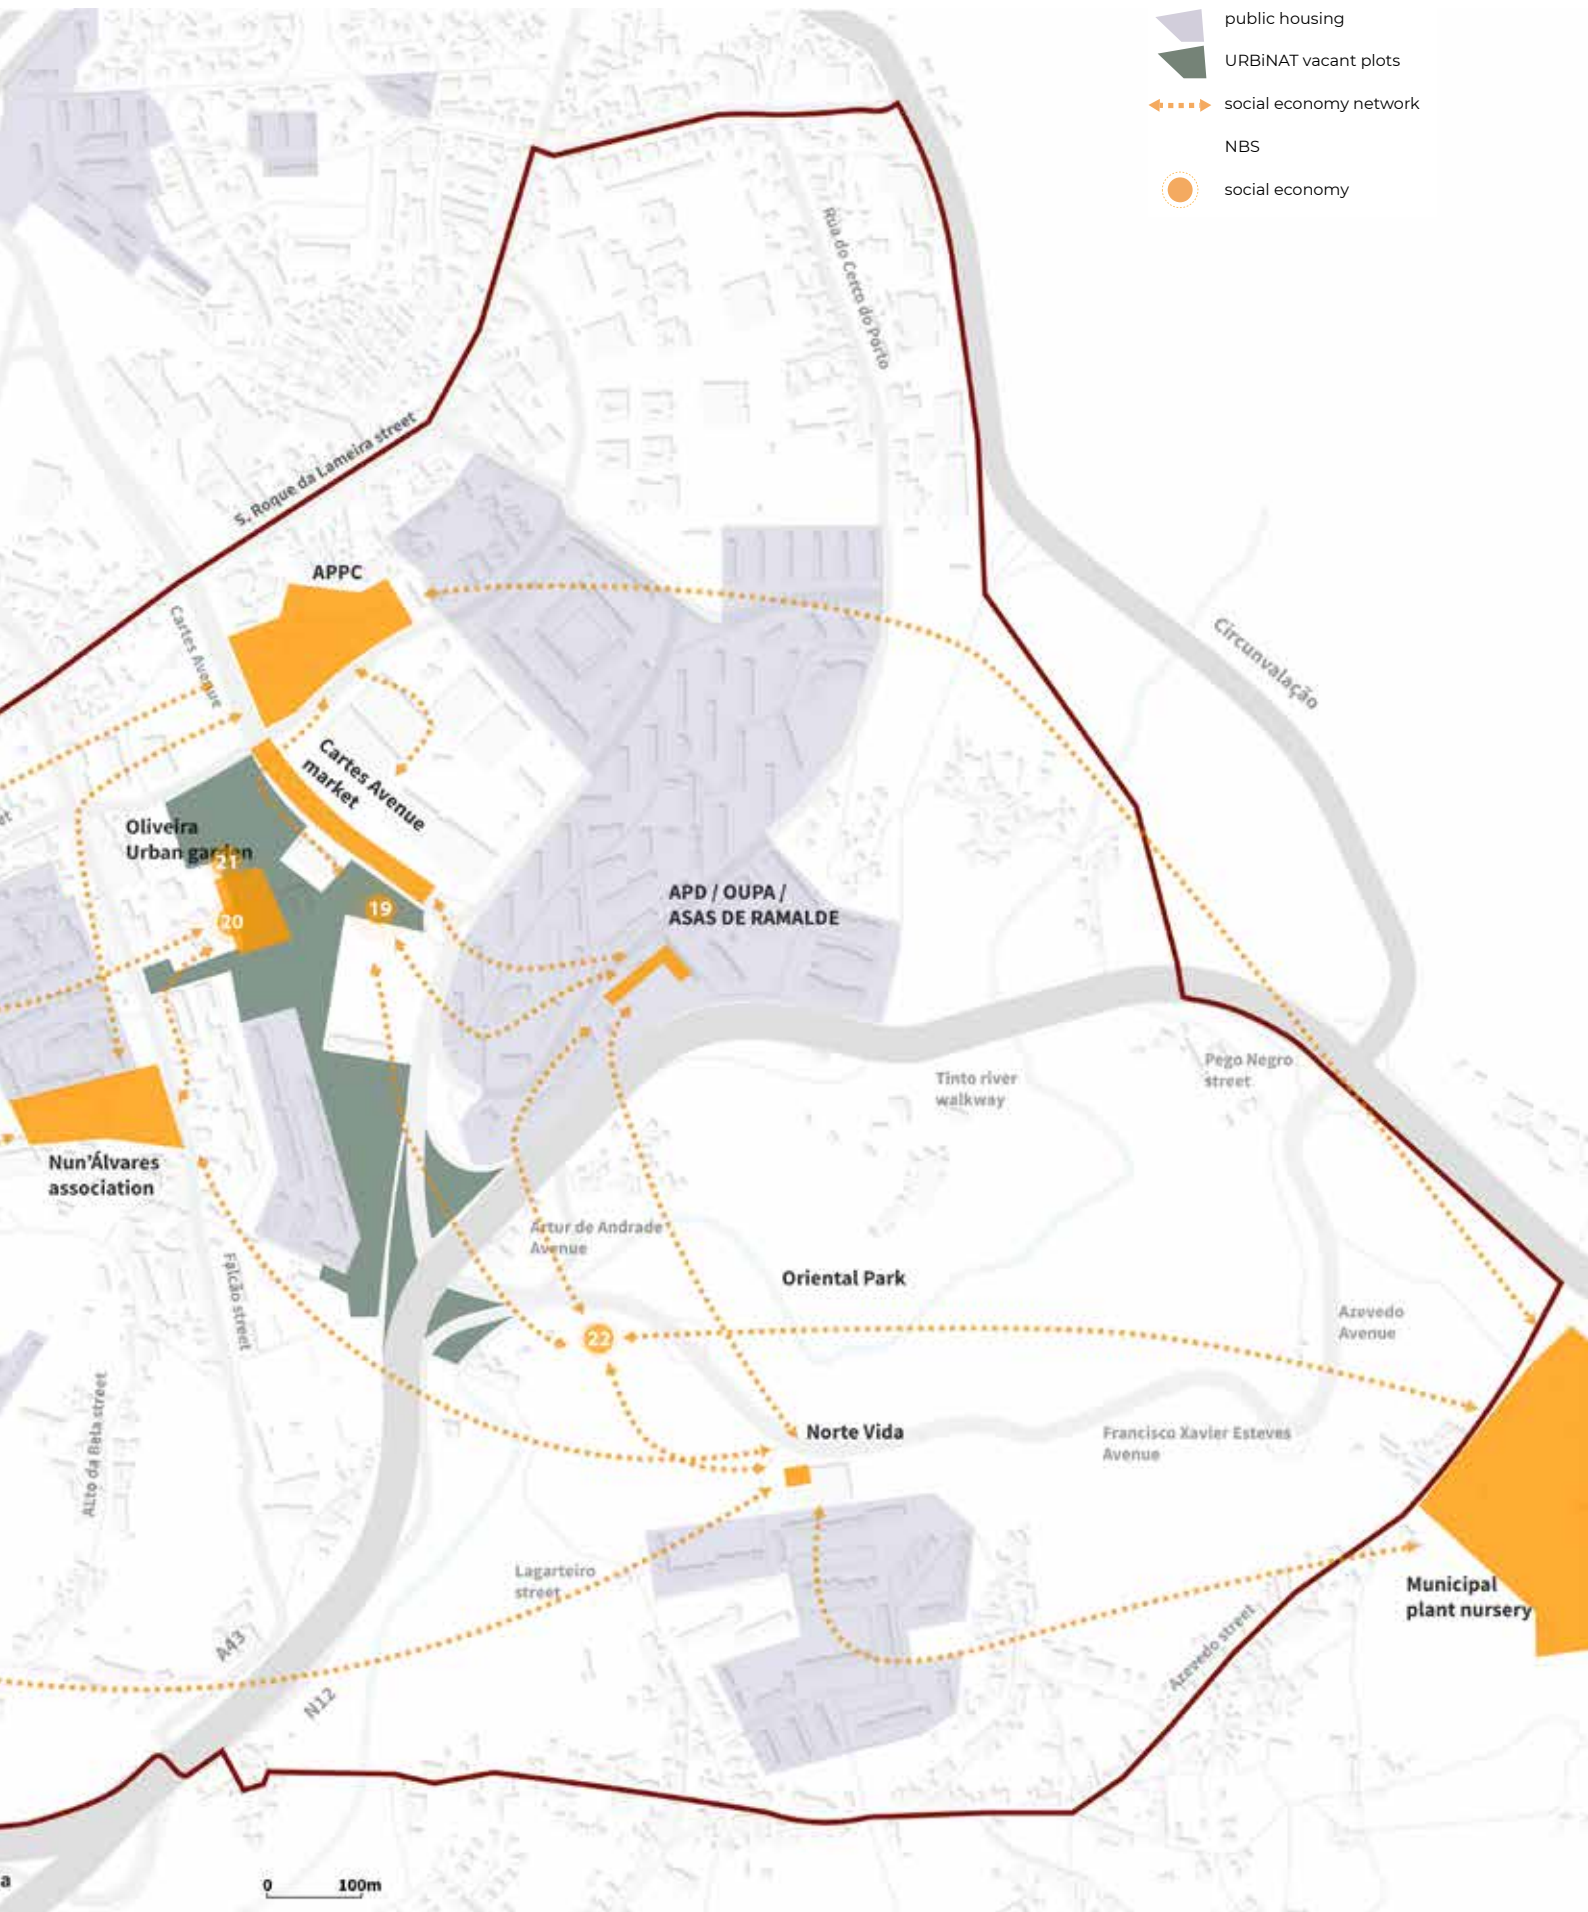 public housing
URBiNAT vacant plots
social economy network
NBS
social economy
Rua do Cerco do Porto
S. Roque da Lameira street
APPC
Cartes Avenue
Circunvalação
Cartes Avenue
market
et
Oliveira
Urban garden
21
20
19
APD / OUPA /
ASAS DE RAMALDE
Tinto river
walkway
Pego Negro
street
Nun'Álvares
association
Artur de Andrade
Avenue
Falcão street
Oriental Park
Azevedo
Avenue
22
Alto da Bela street
Norte Vida
Francisco Xavier Esteves
Avenue
Lagarteiro
street
Municipal
plant nursery
Azevedo street
A43
N12
a
0 100m